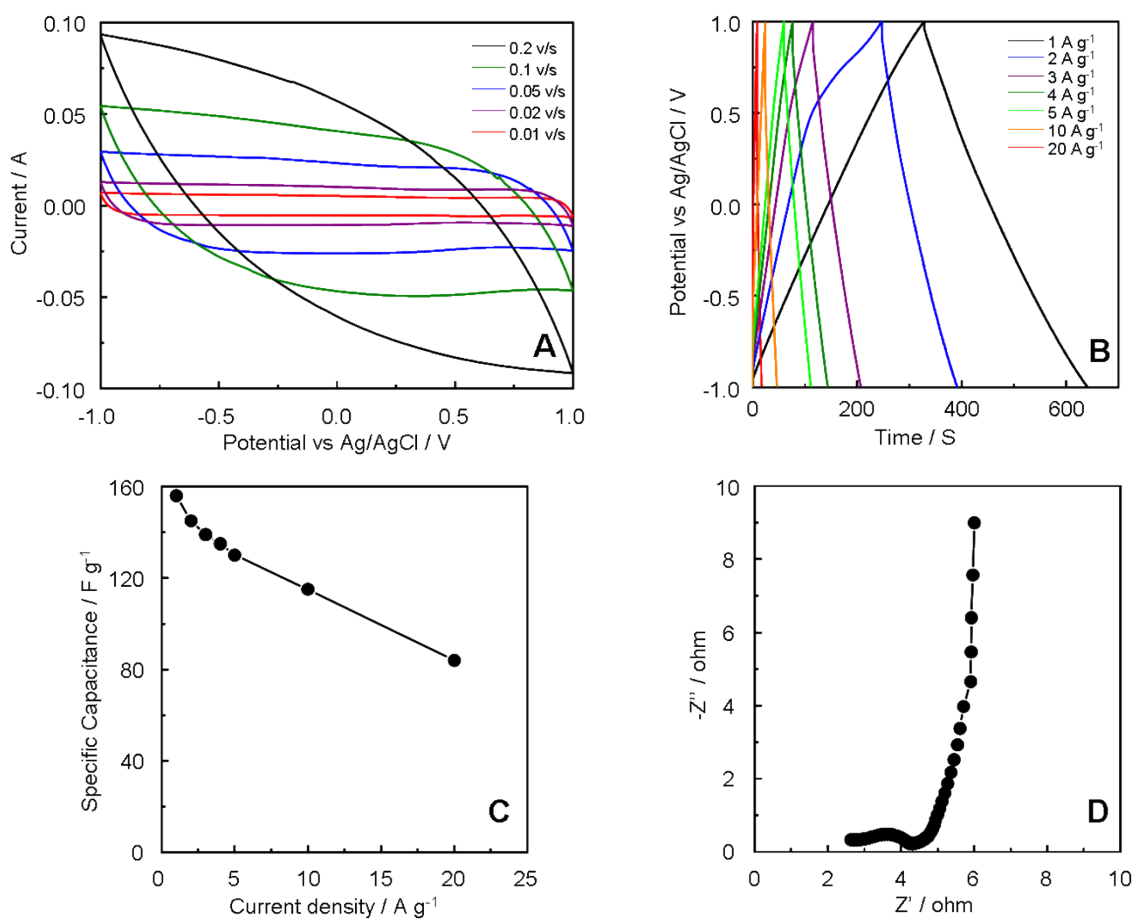 0.10
0.05
0.00
-0.05
-0.10
Current / A
0.2 v/s
0.1 v/s
0.05 v/s
0.02 v/s
0.01 v/s
A
-1.0 -0.5 0.0 0.5 1.0
Potential vs Ag/AgCl / V
1.0
0.5
0.0
-0.5
-1.0
Potential vs Ag/AgCl / V
1 A g⁻¹
2 A g⁻¹
3 A g⁻¹
4 A g⁻¹
5 A g⁻¹
10 A g⁻¹
20 A g⁻¹
B
0 200 400 600
Time / S
160
120
80
40
0
Specific Capacitance / F g⁻¹
C
0 5 10 15 20 25
Current density / A g⁻¹
10
8
6
4
2
0
-Z'' / ohm
D
0 2 4 6 8 10
Z' / ohm